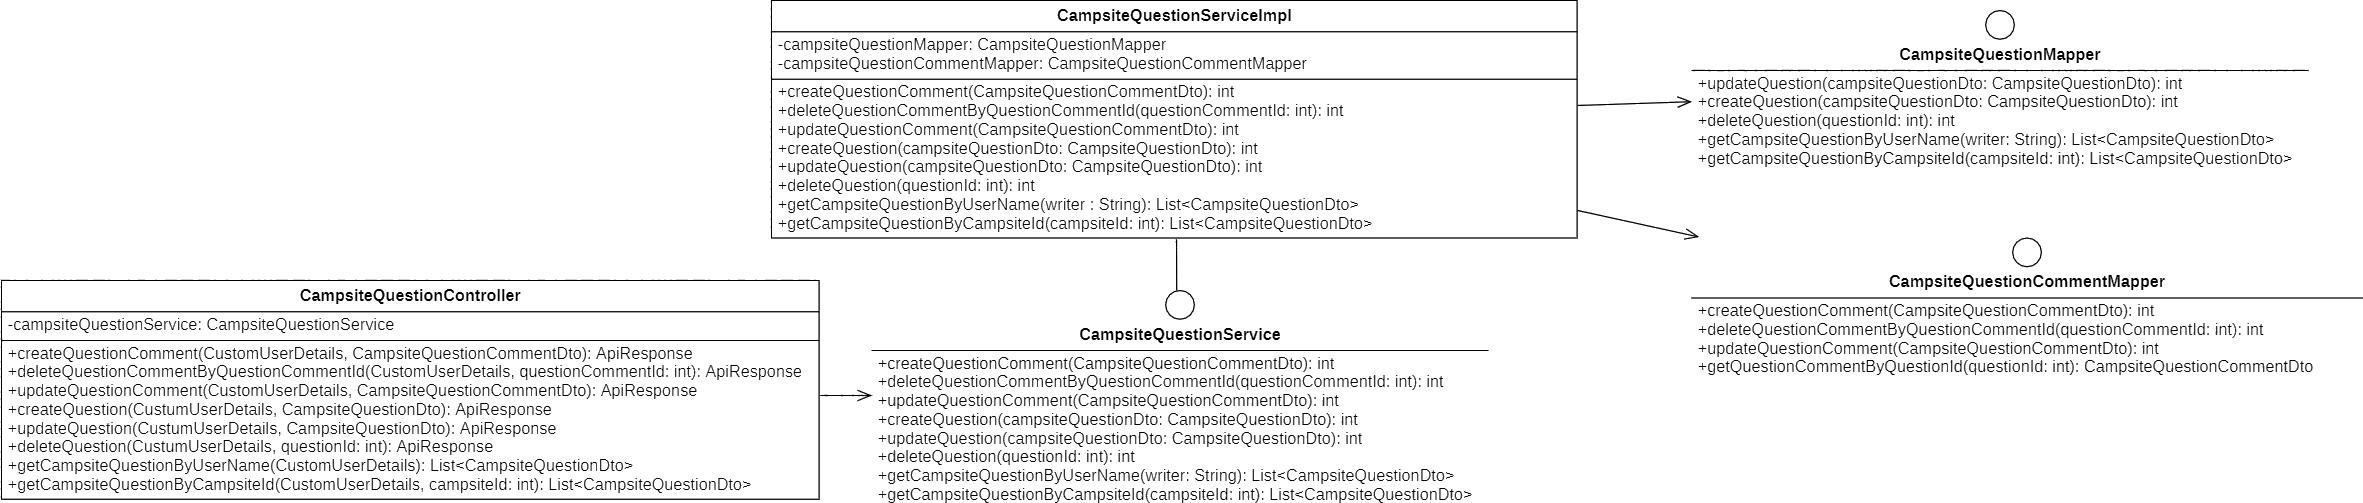 CampsiteQuestionServiceImpl
-campsiteQuestionMapper: CampsiteQuestionMapper
-campsiteQuestionCommentMapper: CampsiteQuestionCommentMapper
+createQuestionComment(CampsiteQuestionCommentDto): int
+deleteQuestionCommentByQuestionCommentId(questionCommentId: int): int
+updateQuestionComment(CampsiteQuestionCommentDto): int
+createQuestion(campsiteQuestionDto: CampsiteQuestionDto): int
+updateQuestion(campsiteQuestionDto: CampsiteQuestionDto): int
+deleteQuestion(questionId: int): int
+getCampsiteQuestionByUserName(writer : String): List<CampsiteQuestionDto>
+getCampsiteQuestionByCampsiteId(campsiteId: int): List<CampsiteQuestionDto>
CampsiteQuestionMapper
+updateQuestion(campsiteQuestionDto: CampsiteQuestionDto): int
+createQuestion(campsiteQuestionDto: CampsiteQuestionDto): int
+deleteQuestion(questionId: int): int
+getCampsiteQuestionByUserName(writer: String): List<CampsiteQuestionDto>
+getCampsiteQuestionByCampsiteId(campsiteId: int): List<CampsiteQuestionDto>
CampsiteQuestionCommentMapper
+createQuestionComment(CampsiteQuestionCommentDto): int
+deleteQuestionCommentByQuestionCommentId(questionCommentId: int): int
+updateQuestionComment(CampsiteQuestionCommentDto): int
+getQuestionCommentByQuestionId(questionId: int): CampsiteQuestionCommentDto
CampsiteQuestionController
-campsiteQuestionService: CampsiteQuestionService
+createQuestionComment(CustomUserDetails, CampsiteQuestionCommentDto): ApiResponse
+deleteQuestionCommentByQuestionCommentId(CustomUserDetails, questionCommentId: int): ApiResponse
+updateQuestionComment(CustomUserDetails, CampsiteQuestionCommentDto): ApiResponse
+createQuestion(CustumUserDetails, CampsiteQuestionDto): ApiResponse
+updateQuestion(CustumUserDetails, CampsiteQuestionDto): ApiResponse
+deleteQuestion(CustumUserDetails, questionId: int): ApiResponse
+getCampsiteQuestionByUserName(CustomUserDetails): List<CampsiteQuestionDto>
+getCampsiteQuestionByCampsiteId(CustomUserDetails, campsiteId: int): List<CampsiteQuestionDto>
CampsiteQuestionService
+createQuestionComment(CampsiteQuestionCommentDto): int
+deleteQuestionCommentByQuestionCommentId(questionCommentId: int): int
+updateQuestionComment(CampsiteQuestionCommentDto): int
+createQuestion(campsiteQuestionDto: CampsiteQuestionDto): int
+updateQuestion(campsiteQuestionDto: CampsiteQuestionDto): int
+deleteQuestion(questionId: int): int
+getCampsiteQuestionByUserName(writer: String): List<CampsiteQuestionDto>
+getCampsiteQuestionByCampsiteId(campsiteId: int): List<CampsiteQuestionDto>